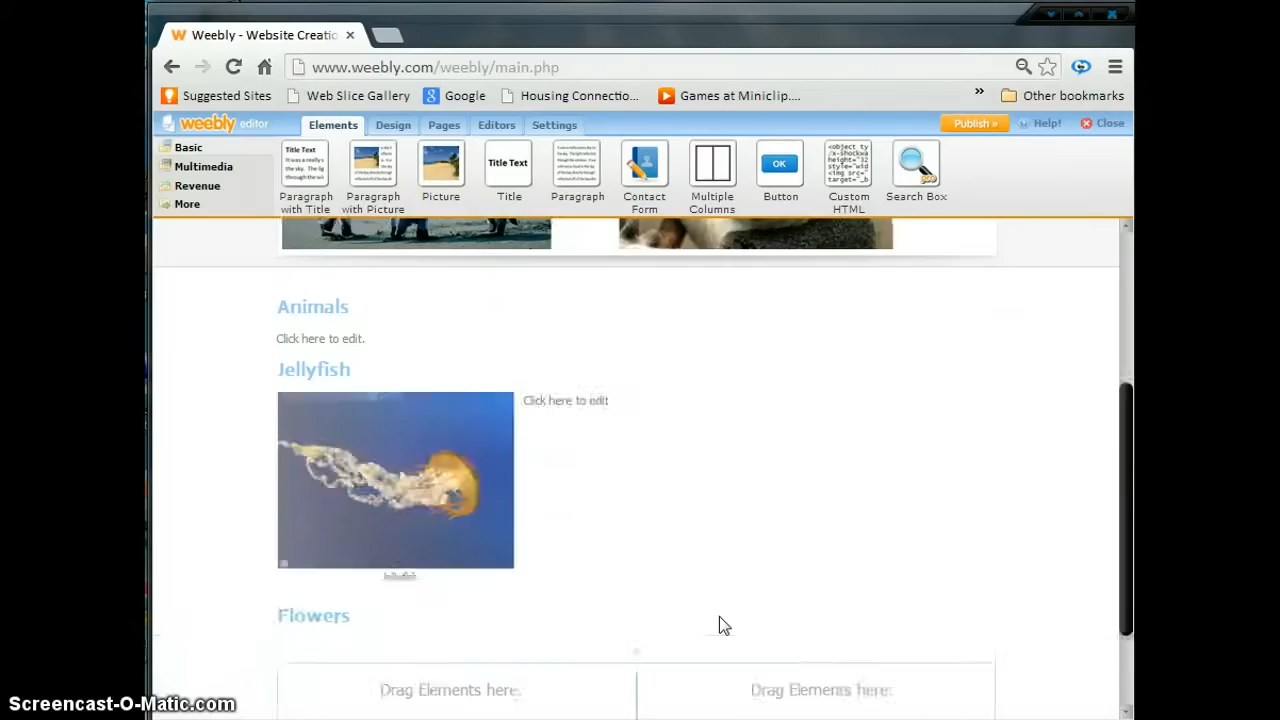 W Weebly - Website Creatio
www.weebly.com/weebly/main.php
Suggested Sites Web Slice Gallery Google Housing Connectio... Games at Miniclip.... » Other bookmarks
weebly editor Elements Design Pages Editors Settings Publish » Help! Close
Basic
Multimedia
Revenue
More
Title Text
Title Text
OK
Paragraph with Title
Paragraph with Picture
Picture
Title
Paragraph
Contact Form
Multiple Columns
Button
Custom HTML
Search Box
Animals
Click here to edit.
Jellyfish
Click here to edit
Jellyfish
Flowers
Drag Elements here. Drag Elements here.
Screencast-O-Matic.com